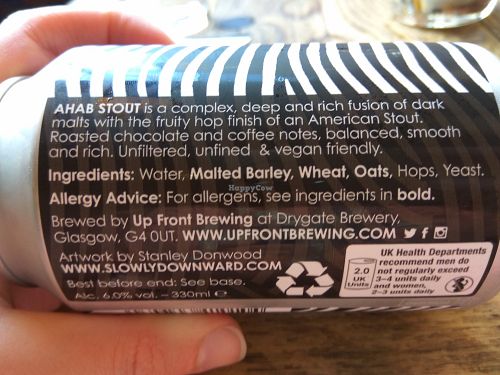 AHAB STOUT is a complex, deep and rich fusion of dark
malts with the fruity hop finish of an American Stout.
Roasted chocolate and coffee notes, balanced, smooth
and rich. Unfiltered, unfined & vegan friendly.
Ingredients: Water, Malted Barley, Wheat, Oats, Hops, Yeast.
HappyCow
Allergy Advice: For allergens, see ingredients in bold.
Brewed by Up Front Brewing at Drygate Brewery,
Glasgow, G4 0UT. WWW.UPFRONTBREWING.COM
Artwork by Stanley Donwood
WWW.SLOWLYDOWNWARD.COM
Best before end: See base.
Alc. 6.0% vol. – 330ml e
2.0
UK
Units
UK Health Departments
recommend men do
not regularly exceed
3–4 units daily
and women,
2–3 units daily